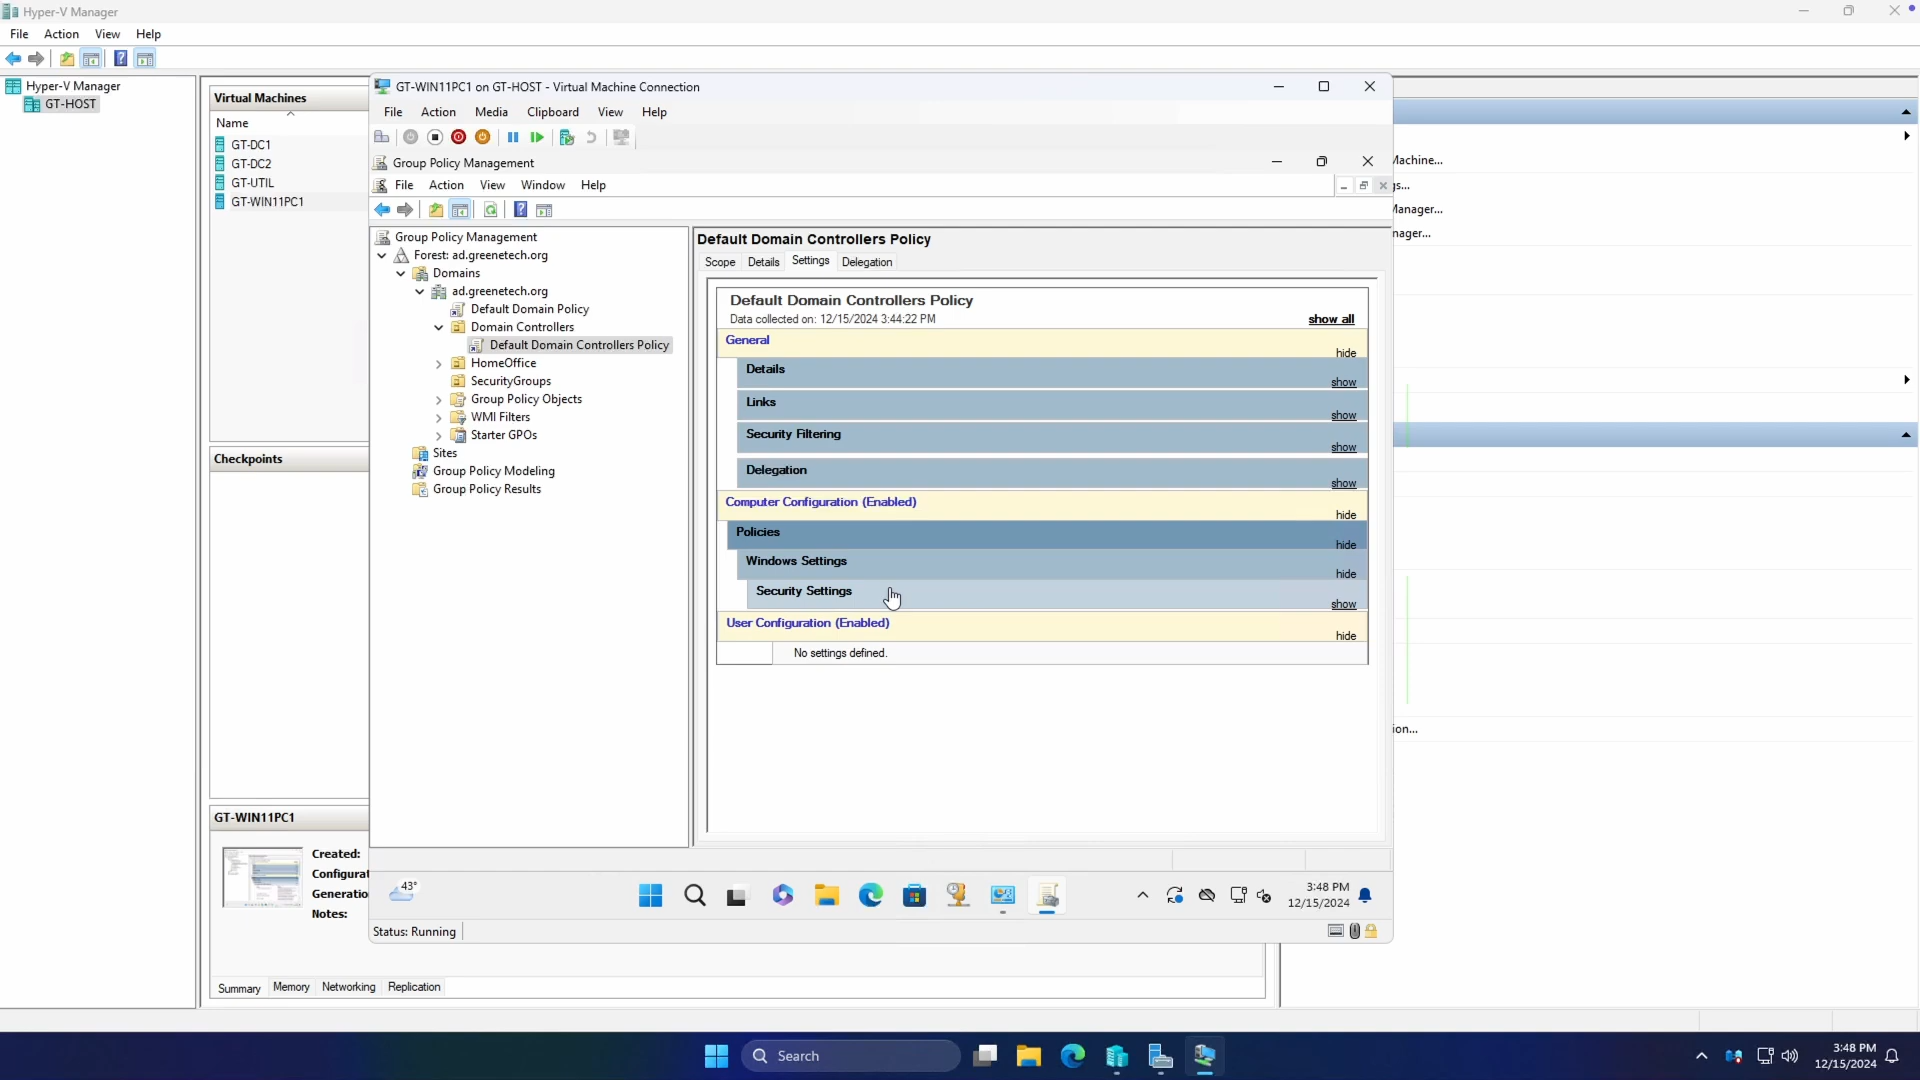 Hyper-V Manager
File Action View Help
Hyper-V Manager
GT-HOST
Virtual Machines
Name
GT-DC1
GT-DC2
GT-UTIL
GT-WIN11PC1
Checkpoints
GT-WIN11PC1
Created:
Configurat
Generatio
Notes:
Summary Memory Networking Replication
GT-WIN11PC1 on GT-HOST - Virtual Machine Connection
File Action Media Clipboard View Help
Group Policy Management
File Action View Window Help
Group Policy Management
Forest: ad.greenetech.org
Domains
ad.greenetech.org
Default Domain Policy
Domain Controllers
Default Domain Controllers Policy
HomeOffice
SecurityGroups
Group Policy Objects
WMI Filters
Starter GPOs
Sites
Group Policy Modeling
Group Policy Results
Default Domain Controllers Policy
Scope Details Settings Delegation
Default Domain Controllers Policy
Data collected on: 12/15/2024 3:44:22 PM
show all
General
hide
Details
show
Links
show
Security Filtering
show
Delegation
show
Computer Configuration (Enabled)
hide
Policies
hide
Windows Settings
hide
Security Settings
show
User Configuration (Enabled)
hide
No settings defined.
43°
3:48 PM
12/15/2024
Status: Running
Machine...
gs...
Manager...
nager...
ion...
Search
3:48 PM
12/15/2024